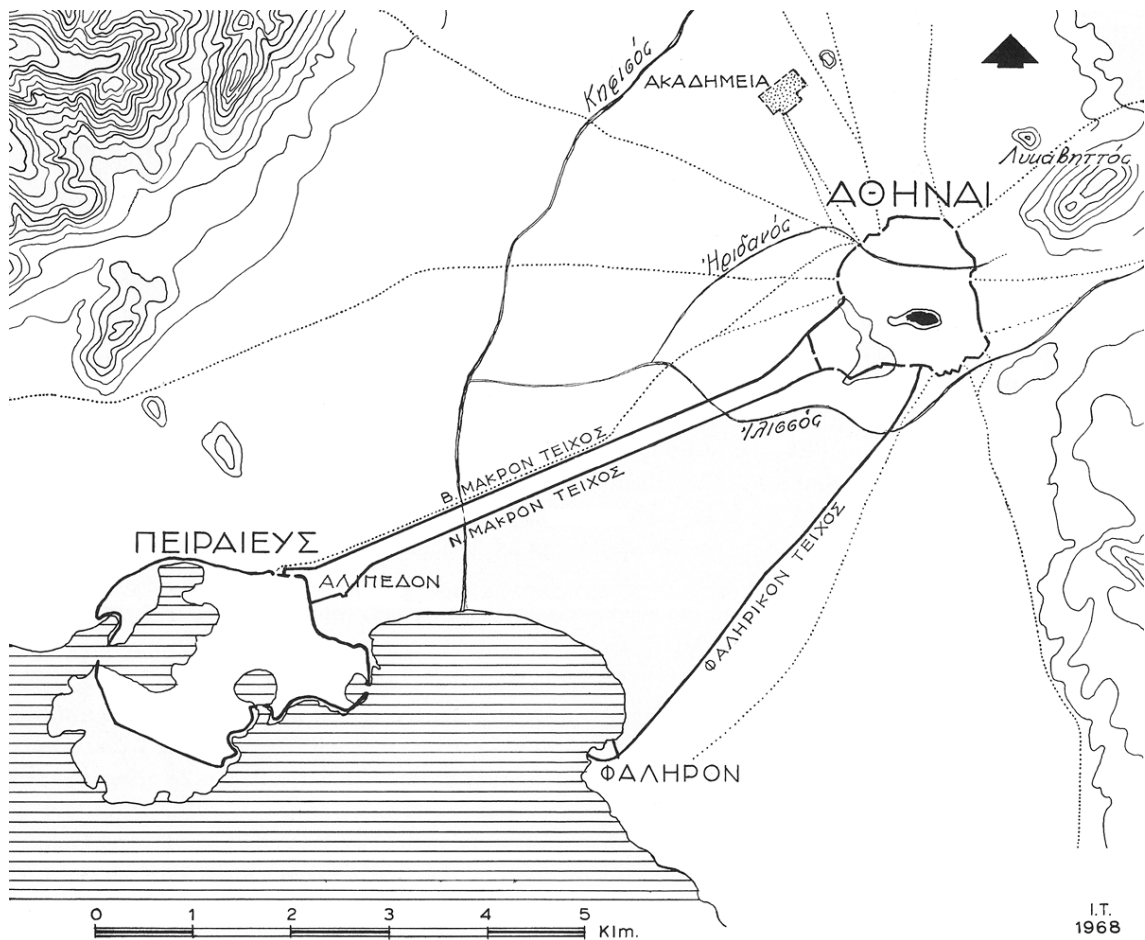 Κηφισός
ΑΚΑΔΗΜΕΙΑ
Λυκαβηττός
ΑΘΗΝΑΙ
Ἠριδανός
Ἰλισσός
Β. ΜΑΚΡΟΝ ΤΕΙΧΟΣ
Ν. ΜΑΚΡΟΝ ΤΕΙΧΟΣ
ΦΑΛΗΡΙΚΟΝ ΤΕΙΧΟΣ
ΠΕΙΡΑΙΕΥΣ
ΑΛΙΠΕΔΟΝ
ΦΑΛΗΡΟΝ
0 1 2 3 4 5
Klm.
I.T.
1968